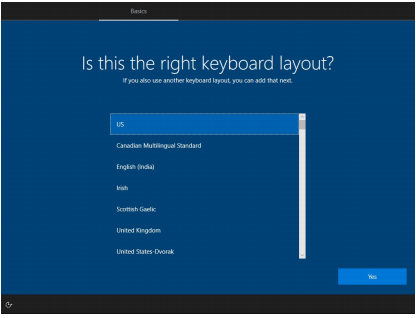 Basics
Is this the right keyboard layout?
If you also use another keyboard layout, you can add that next.
US
Canadian Multilingual Standard
English (India)
Irish
Scottish Gaelic
United Kingdom
United States-Dvorak
Yes